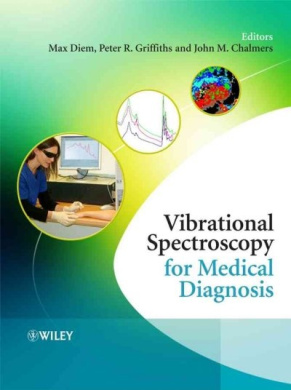 Editors
Max Diem, Peter R. Griffiths and John M. Chalmers
Vibrational
Spectroscopy
for Medical
Diagnosis
WILEY